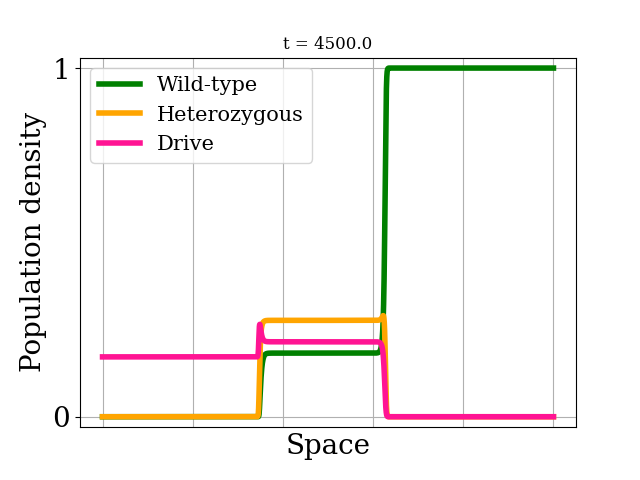 t = 4500.0
1
Wild-type
Heterozygous
Drive
Population density
0
Space